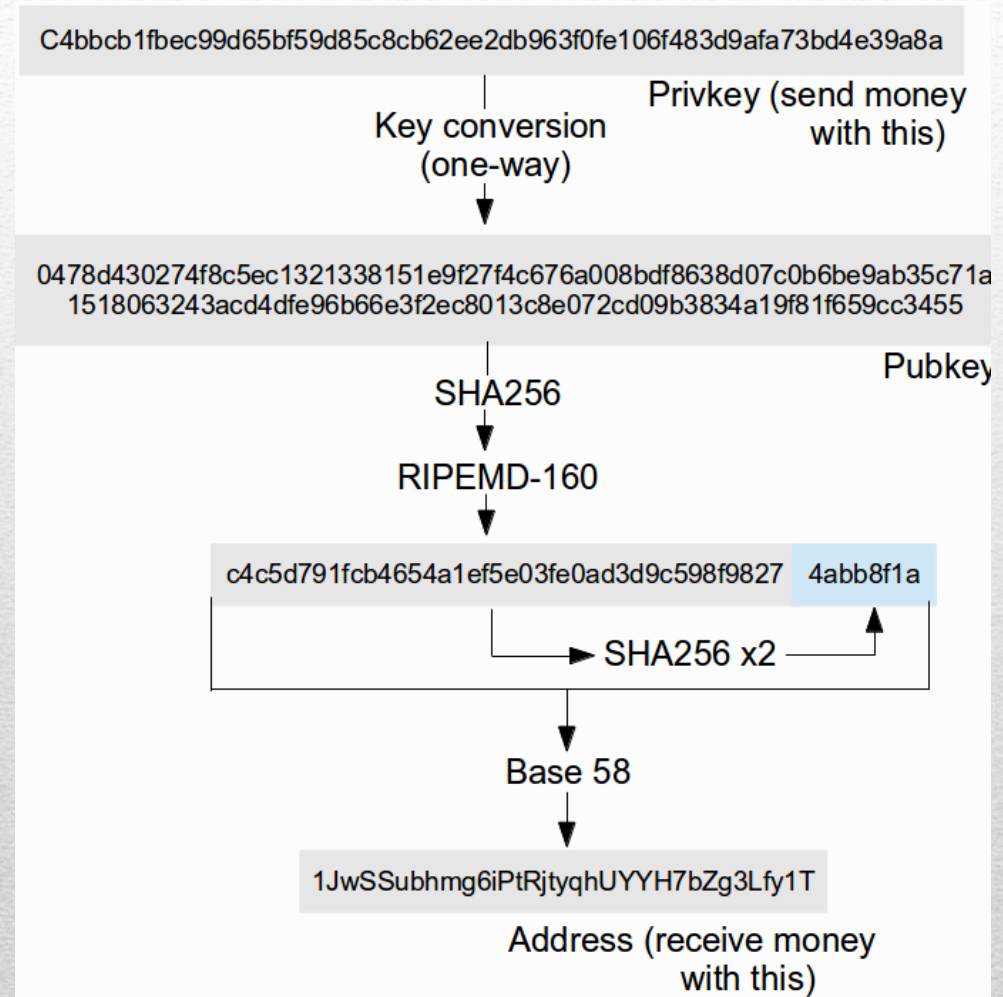 C4bbcb1fbec99d65bf59d85c8cb62ee2db963f0fe106f483d9afa73bd4e39a8a
Privkey (send money
with this)
Key conversion
(one-way)
0478d430274f8c5ec1321338151e9f27f4c676a008bdf8638d07c0b6be9ab35c71a
1518063243acd4dfe96b66e3f2ec8013c8e072cd09b3834a19f81f659cc3455
Pubkey
SHA256
RIPEMD-160
c4c5d791fcb4654a1ef5e03fe0ad3d9c598f9827 4abb8f1a
SHA256 x2
Base 58
1JwSSubhmg6iPtRjtyqhUYYH7bZg3Lfy1T
Address (receive money
with this)